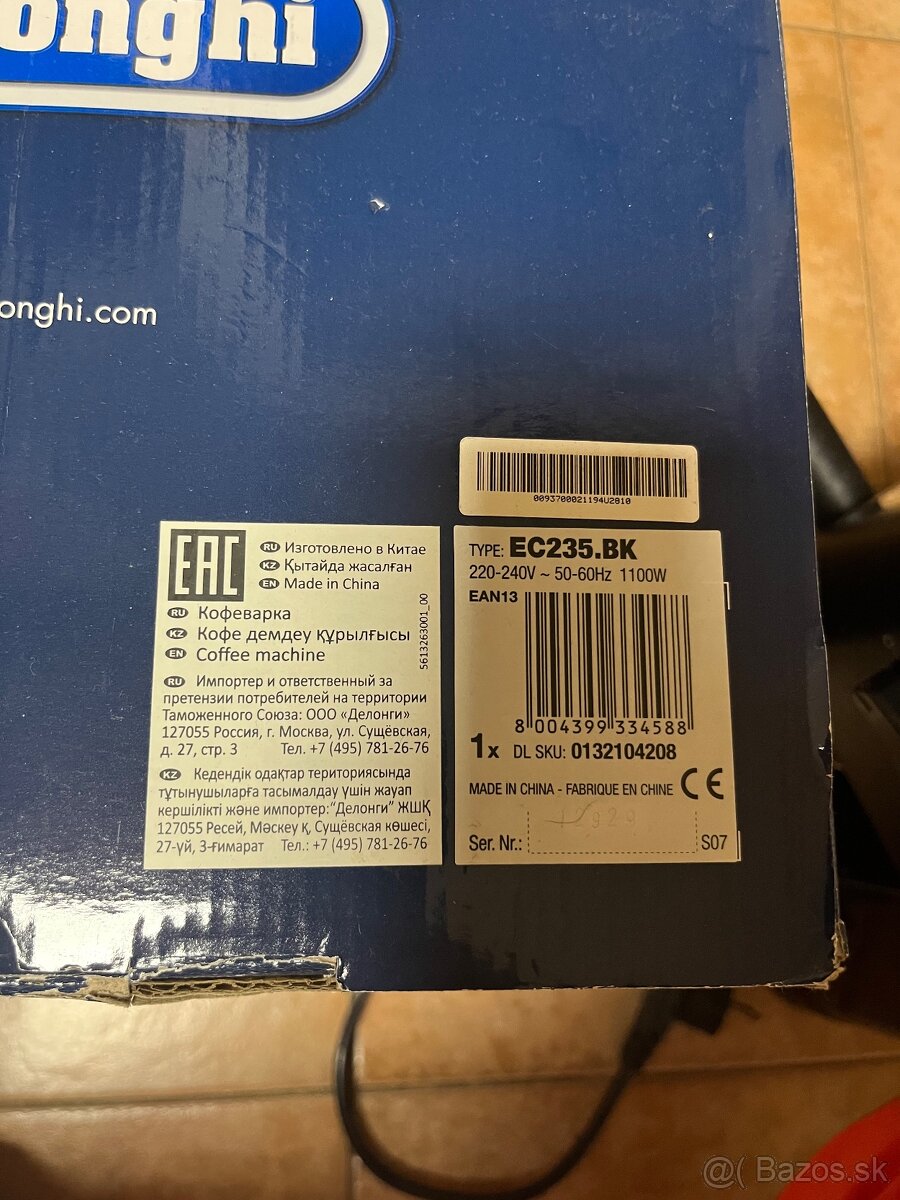 onghi
onghi.com
0093700021194U2810
EAC
RU Изготовлено в Китае
KZ Қытайда жасалған
EN Made in China
RU Кофеварка
KZ Кофе демдеу құрылғысы
EN Coffee machine
5613263001_00
RU Импортер и ответственный за
претензии потребителей на территории
Таможенного Союза: ООО «Делонги»
127055 Россия, г. Москва, ул. Сущёвская,
д. 27, стр. 3 Тел. +7 (495) 781-26-76
KZ Кедендік одақтар териториясында
тұтынушыларға тасымалдау үшін жауап
кершілікті және импортер:“Делонги” ЖШҚ
127055 Ресей, Мәскеу қ, Сущёвская көшесі,
27-үй, 3-ғимарат Тел.: +7 (495) 781-26-76
TYPE: EC235.BK
220-240V ~ 50-60Hz 1100W
EAN13
8 004399 334588
1x DL SKU: 0132104208
MADE IN CHINA - FABRIQUE EN CHINE CE
Ser. Nr.: S07
@( Bazos.sk